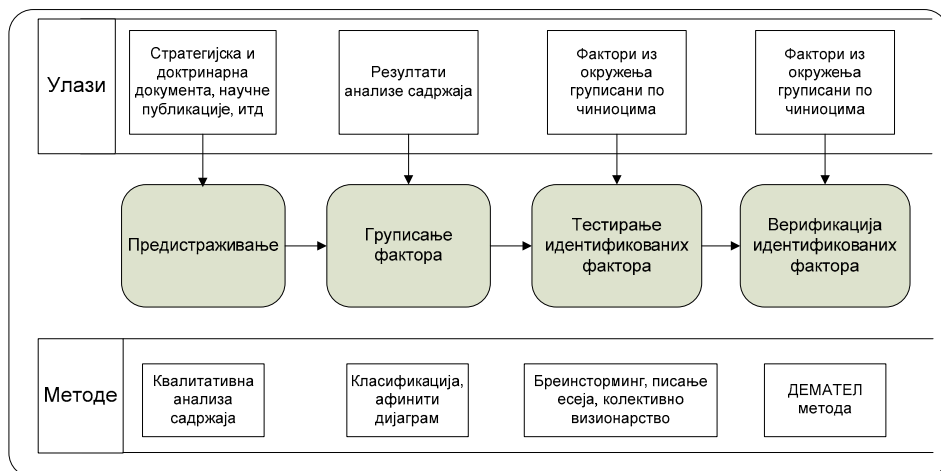 Улази
Стратегијска и
доктринарна
документа, научне
публикације, итд
Резултати
анализе садржаја
Фактори из
окружења
груписани по
чиниоцима
Фактори из
окружења
груписани по
чиниоцима
Предистраживање
Груписање
фактора
Тестирање
идентификованих
фактора
Верификација
идентификованих
фактора
Методе
Квалитативна
анализа
садржаја
Класификација,
афинити
дијаграм
Бреинсторминг, писање
есеја, колективно
визионарство
ДЕМАТЕЛ
метода